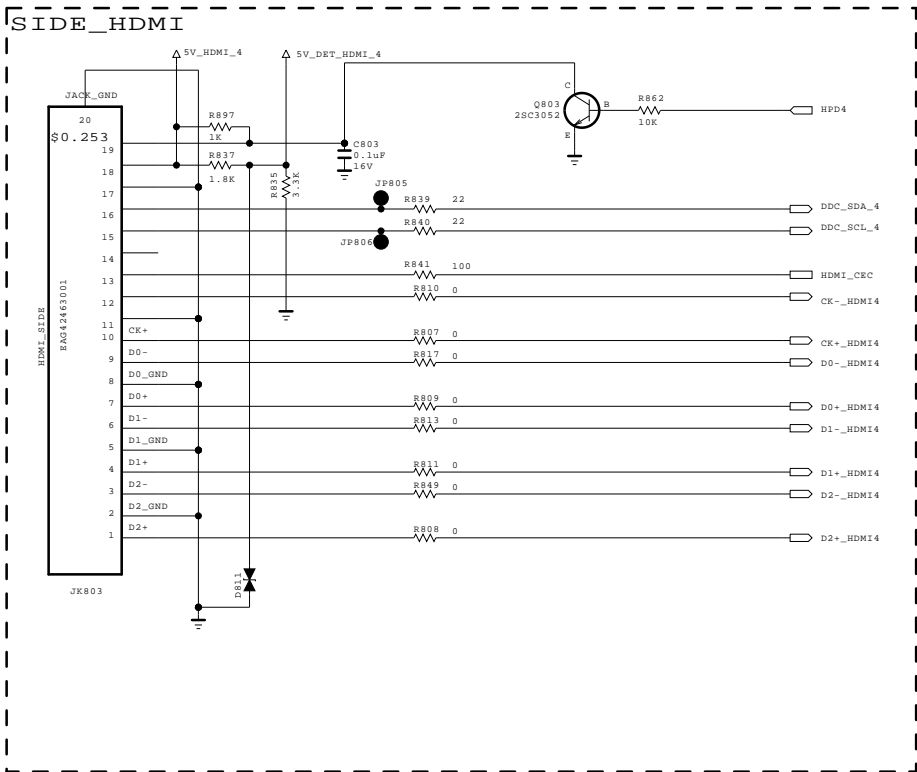 SIDE_HDMI
5V_HDMI_4
5V_DET_HDMI_4
JACK_GND
20
$0.253
R897
1K
C803
0.1uF
16V
Q803
2SC3052
C
B
E
R862
10K
HPD4
19
18
R837
1.8K
R835
3.3K
17
JP805
16
R839
22
DDC_SDA_4
15
R840
22
DDC_SCL_4
JP806
14
13
R841
100
HDMI_CEC
12
R810
0
CK-_HDMI4
11
HDMI_SIDE
EAG42463001
10
CK+
R807
0
CK+_HDMI4
9
D0-
R817
0
D0-_HDMI4
8
D0_GND
7
D0+
R809
0
D0+_HDMI4
6
D1-
R813
0
D1-_HDMI4
5
D1_GND
4
D1+
R811
0
D1+_HDMI4
3
D2-
R849
0
D2-_HDMI4
2
D2_GND
1
D2+
R808
0
D2+_HDMI4
JK803
D811